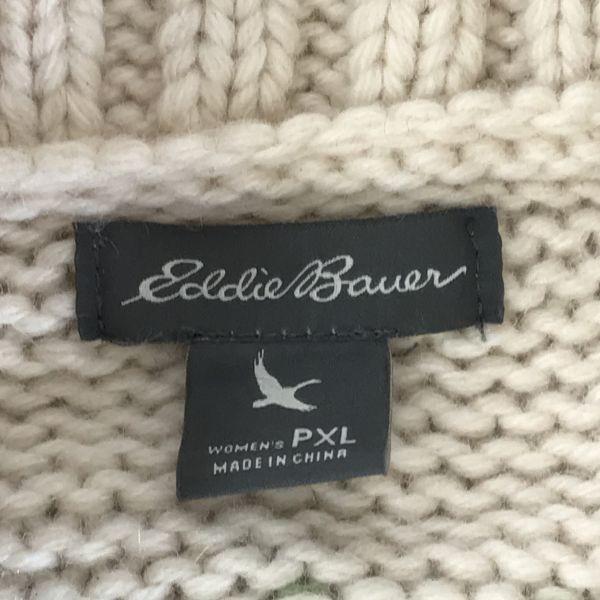 Eddie Bauer
WOMEN'S PXL
MADE IN CHINA